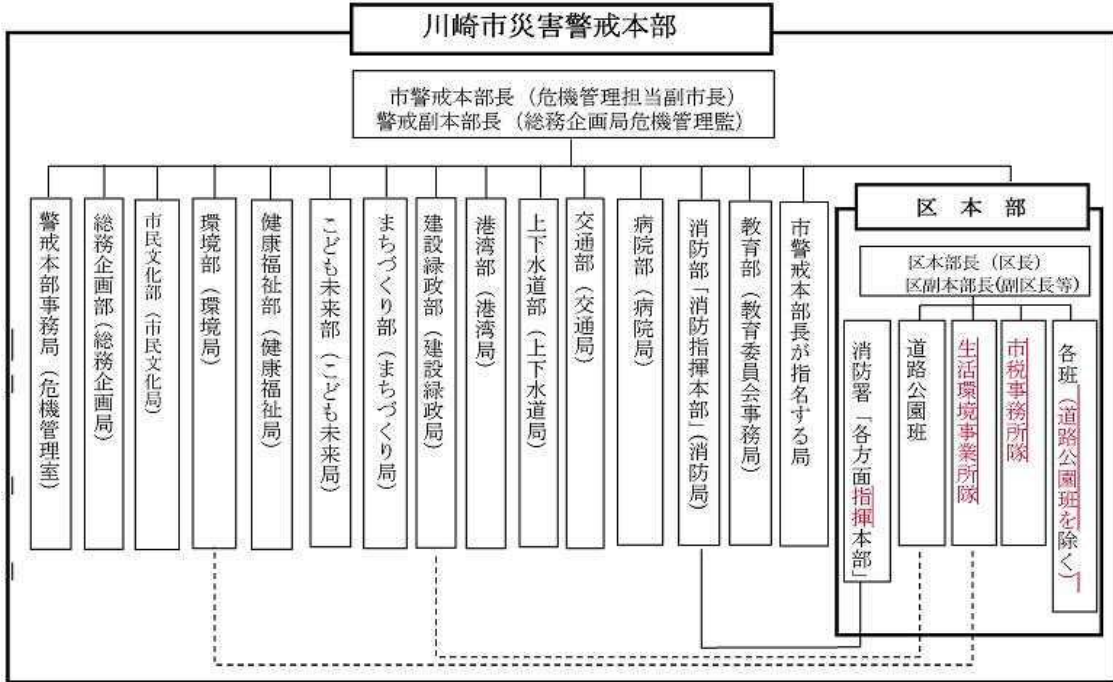 川崎市災害警戒本部
市警戒本部長（危機管理担当副市長）
警戒副本部長（総務企画局危機管理監）
警戒本部事務局（危機管理室）
総務企画部（総務企画局）
市民文化部（市民文化局）
環境部（環境局）
健康福祉部（健康福祉局）
こども未来部（こども未来局）
まちづくり部（まちづくり局）
建設緑政部（建設緑政局）
港湾部（港湾局）
上下水道部（上下水道局）
交通部（交通局）
病院部（病院局）
消防部「消防指揮本部」（消防局）
教育部（教育委員会事務局）
市警戒本部長が指名する局
区本部
区本部長（区長）
区副本部長(副区長等)
消防署「各方面指揮本部」
道路公園班
生活環境事業所隊
市税事務所隊
各班（道路公園班を除く）